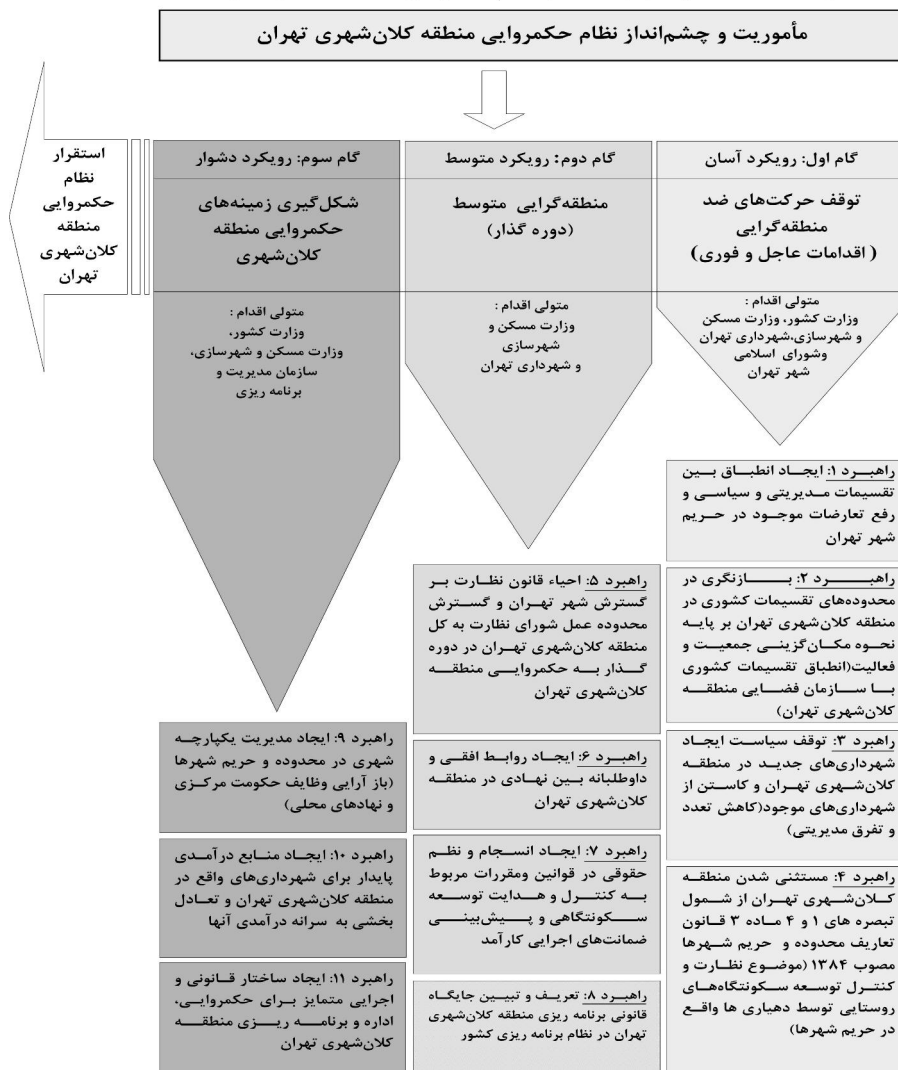 مأموریت و چشم‌انداز نظام حکمروایی منطقه کلان‌شهری تهران
گام اول: رویکرد آسان
توقف حرکت‌های ضد
منطقه‌گرایی
(اقدامات عاجل و فوری)
متولی اقدام :
وزارت کشور، وزارت مسکن
و شهرسازی،شهرداری تهران
وشورای اسلامی
شهر تهران
راهبرد ۱: ایجاد انطباق بین
تقسیمات مدیریتی و سیاسی و
رفع تعارضات موجود در حریم
شهر تهران
راهبرد ۲: بازنگری در
محدوده‌های تقسیمات کشوری در
منطقه کلان‌شهری تهران بر پایه
نحوه مکان‌گزینی جمعیت و
فعالیت(انطباق تقسیمات کشوری
با سازمان فضایی منطقه
کلان‌شهری تهران)
راهبرد ۳: توقف سیاست ایجاد
شهرداری‌های جدید در منطقه
کلان‌شهری تهران و کاستن از
شهرداری‌های موجود(کاهش تعدد
و تفرق مدیریتی)
راهبرد ۴: مستثنی شدن منطقه
کلان‌شهری تهران از شمول
تبصره های ۱ و ۴ ماده ۳ قانون
تعاریف محدوده و حریم شهرها
مصوب ۱۳۸۴ (موضوع نظارت و
کنترل توسعه سکونتگاه‌های
روستایی توسط دهیاری ها واقع
در حریم شهرها)
گام دوم: رویکرد متوسط
منطقه‌گرایی متوسط
(دوره گذار)
متولی اقدام :
وزارت مسکن و
شهرسازی
و شهرداری تهران
راهبرد ۵: احیاء قانون نظارت بر
گسترش شهر تهران و گسترش
محدوده عمل شورای نظارت به کل
منطقه کلان‌شهری تهران در دوره
گذار به حکمروایی منطقه
کلان‌شهری تهران
راهبرد ۶: ایجاد روابط افقی و
داوطلبانه بین نهادی در منطقه
کلان‌شهری تهران
راهبرد ۷: ایجاد انسجام و نظم
حقوقی در قوانین ومقررات مربوط
به کنترل و هدایت توسعه
سکونتگاهی و پیش‌بینی
ضمانت‌های اجرایی کارآمد
راهبرد ۸: تعریف و تبیین جایگاه
قانونی برنامه ریزی منطقه کلان‌شهری
تهران در نظام برنامه ریزی کشور
گام سوم: رویکرد دشوار
شکل‌گیری زمینه‌های
حکمروایی منطقه
کلان‌شهری
متولی اقدام :
وزارت کشور،
وزارت مسکن و شهرسازی،
سازمان مدیریت و
برنامه ریزی
راهبرد ۹: ایجاد مدیریت یکپارچه
شهری در محدوده و حریم شهرها
(باز آرایی وظایف حکومت مرکزی
و نهادهای محلی)
راهبرد ۱۰: ایجاد منابع درآمدی
پایدار برای شهرداری‌های واقع در
منطقه کلان‌شهری تهران و تعادل
بخشی به سرانه درآمدی آنها
راهبرد ۱۱: ایجاد ساختار قانونی و
اجرایی متمایز برای حکمروایی،
اداره و برنامه ریزی منطقه
کلان‌شهری تهران
استقرار
نظام
حکمروایی
منطقه
کلان‌شهری
تهران